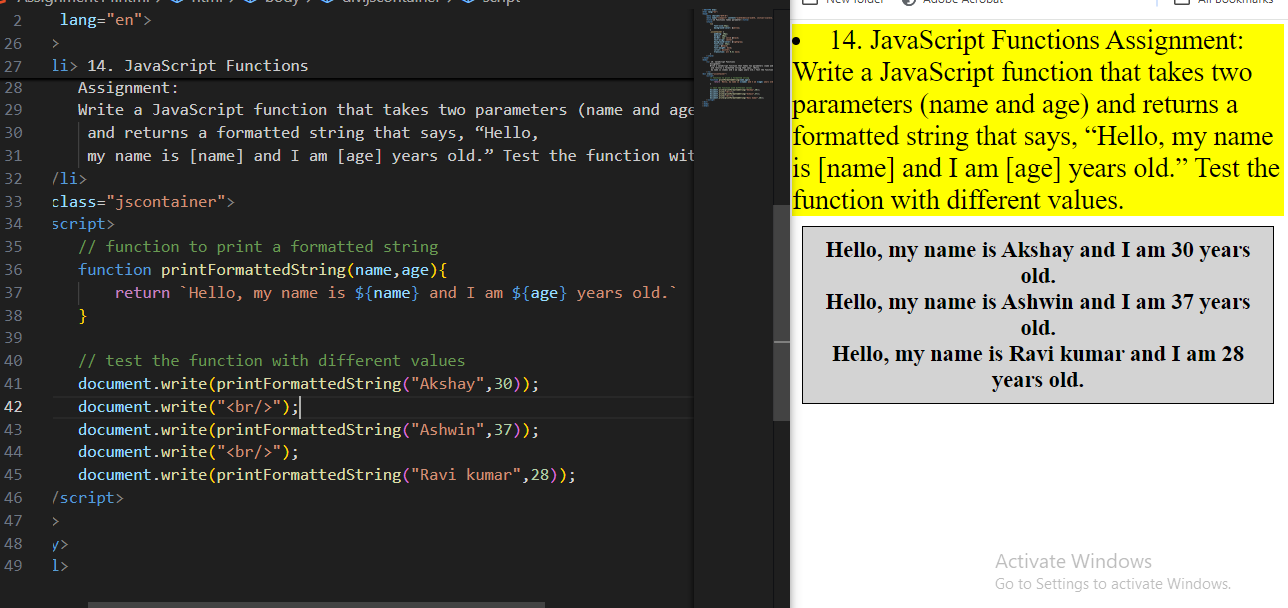 2 lang="en">
26 >
27 li> 14. JavaScript Functions
28 Assignment:
29 Write a JavaScript function that takes two parameters (name and age
30 and returns a formatted string that says, “Hello,
31 my name is [name] and I am [age] years old.” Test the function wit
32 /li>
33 class="jscontainer">
34 script>
35 // function to print a formatted string
36 function printFormattedString(name,age){
37 return `Hello, my name is ${name} and I am ${age} years old.`
38 }
39
40 // test the function with different values
41 document.write(printFormattedString("Akshay",30));
42 document.write("<br/>");
43 document.write(printFormattedString("Ashwin",37));
44 document.write("<br/>");
45 document.write(printFormattedString("Ravi kumar",28));
46 /script>
47 >
48 y>
49 l>
New folder Adobe Acrobat All Bookmarks
• 14. JavaScript Functions Assignment:
Write a JavaScript function that takes two
parameters (name and age) and returns a
formatted string that says, “Hello, my name
is [name] and I am [age] years old.” Test the
function with different values.
Hello, my name is Akshay and I am 30 years
old.
Hello, my name is Ashwin and I am 37 years
old.
Hello, my name is Ravi kumar and I am 28
years old.
Activate Windows
Go to Settings to activate Windows.